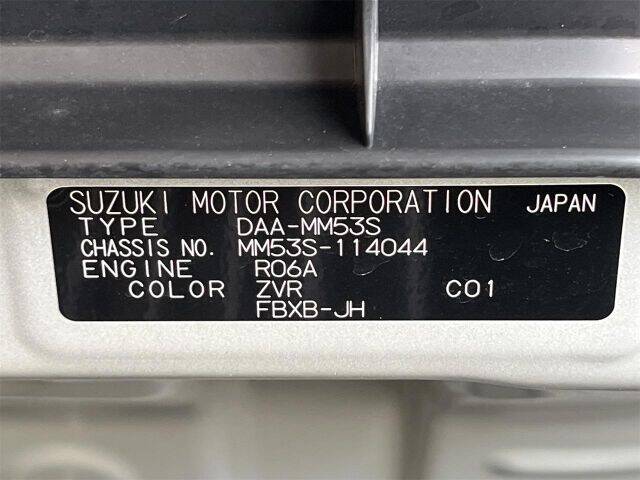 SUZUKI MOTOR CORPORATION JAPAN
TYPE DAA-MM53S
CHASSIS NO. MM53S-114044
ENGINE R06A
COLOR ZVR C01
FBXB-JH